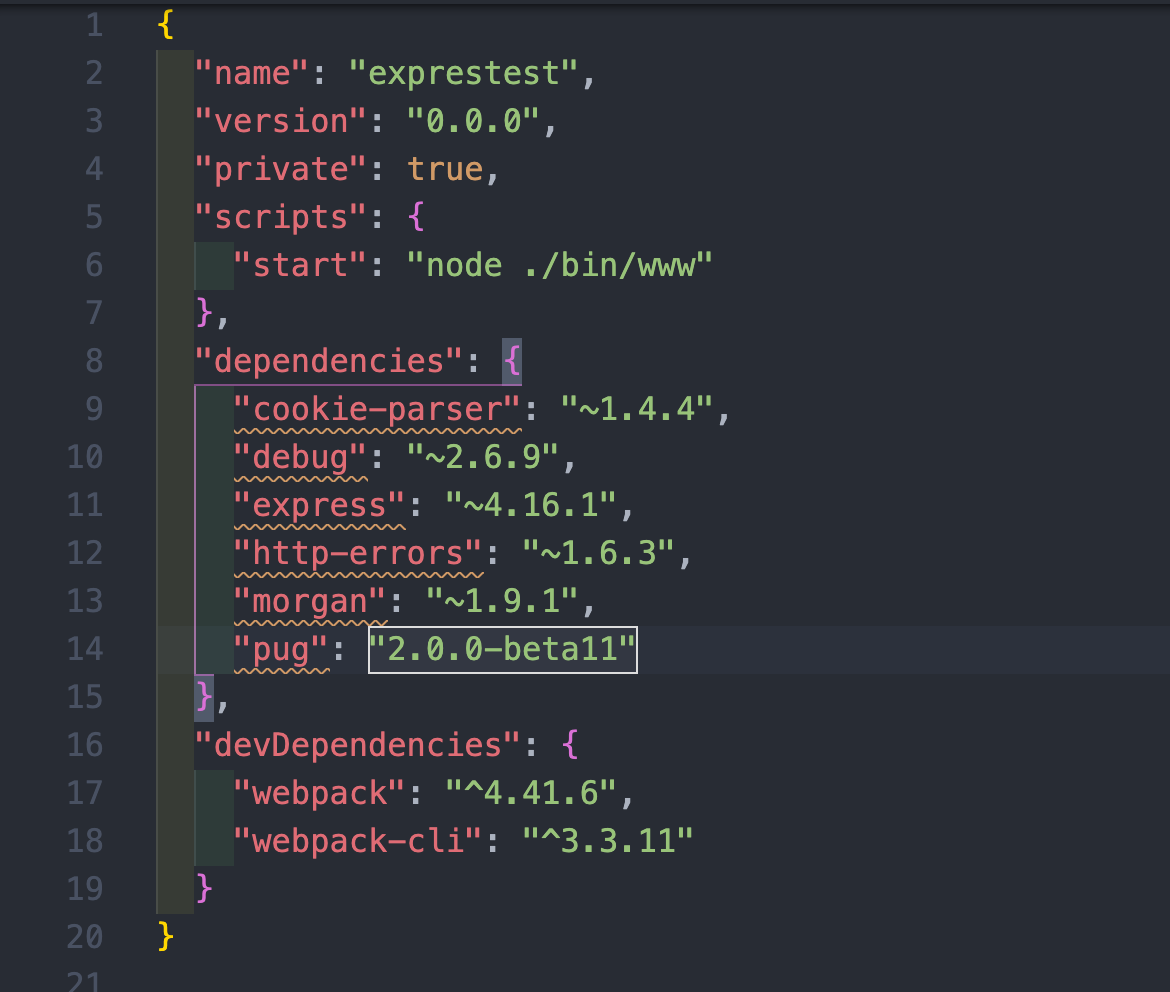 1 {
2 "name": "exprestest",
3 "version": "0.0.0",
4 "private": true,
5 "scripts": {
6 "start": "node ./bin/www"
7 },
8 "dependencies": {
9 "cookie-parser": "~1.4.4",
10 "debug": "~2.6.9",
11 "express": "~4.16.1",
12 "http-errors": "~1.6.3",
13 "morgan": "~1.9.1",
14 "pug": "2.0.0-beta11"
15 },
16 "devDependencies": {
17 "webpack": "^4.41.6",
18 "webpack-cli": "^3.3.11"
19 }
20 }
21